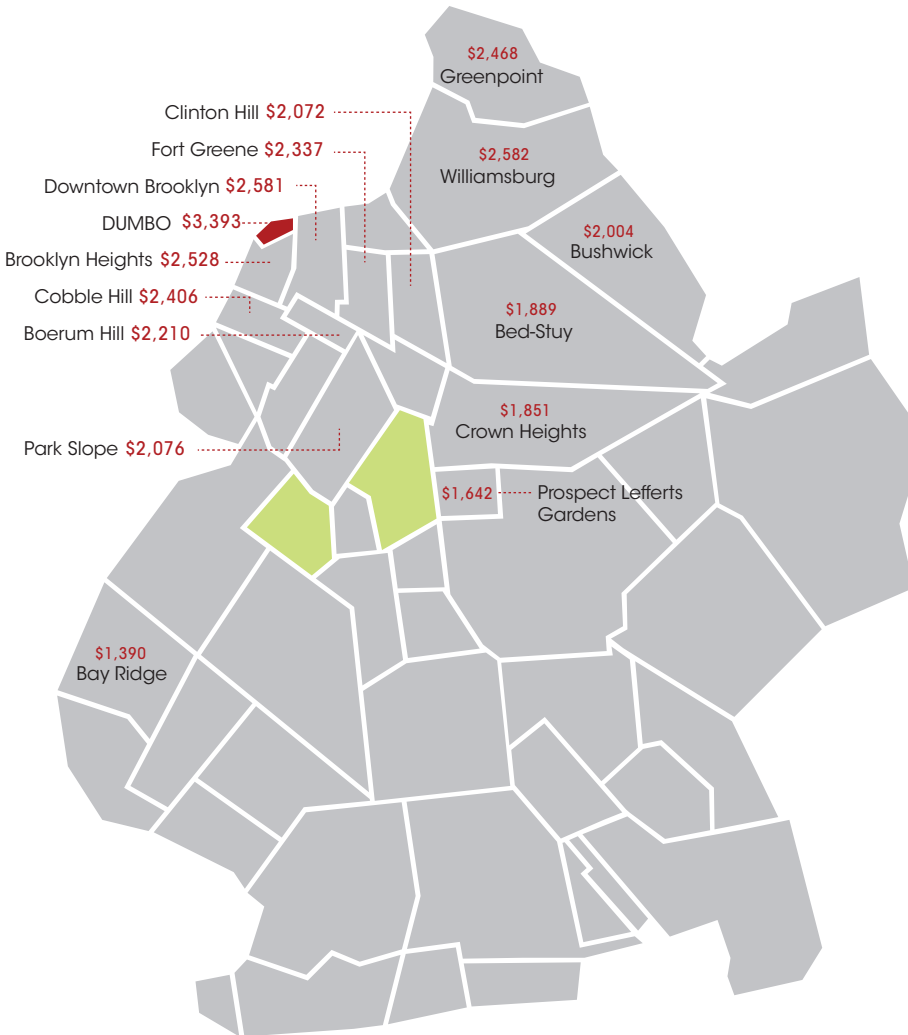 $2,468
Greenpoint
Clinton Hill $2,072
Fort Greene $2,337
$2,582
Williamsburg
Downtown Brooklyn $2,581
DUMBO $3,393
$2,004
Bushwick
Brooklyn Heights $2,528
Cobble Hill $2,406
$1,889
Bed-Stuy
Boerum Hill $2,210
$1,851
Crown Heights
Park Slope $2,076
$1,642 Prospect Lefferts
Gardens
$1,390
Bay Ridge